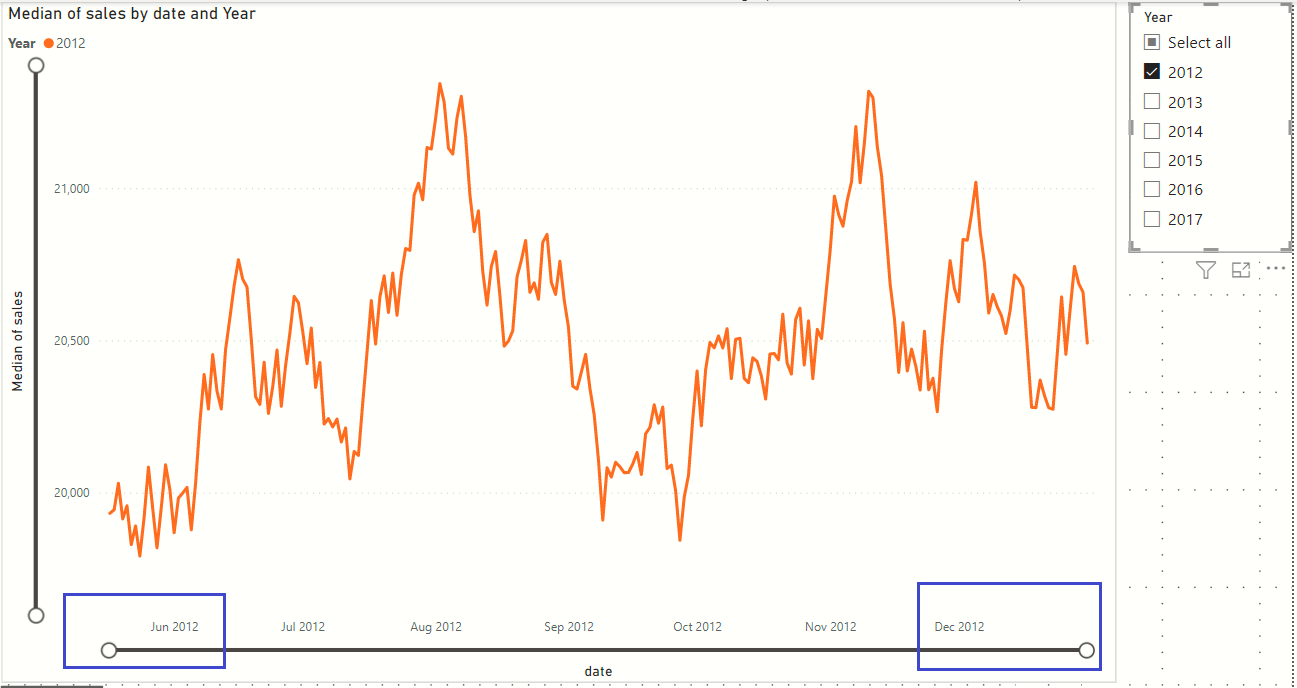 Median of sales by date and Year
Year 2012
21,000
20,500
20,000
Median of sales
Jun 2012 Jul 2012 Aug 2012 Sep 2012 Oct 2012 Nov 2012 Dec 2012
date
Year
Select all
2012
2013
2014
2015
2016
2017